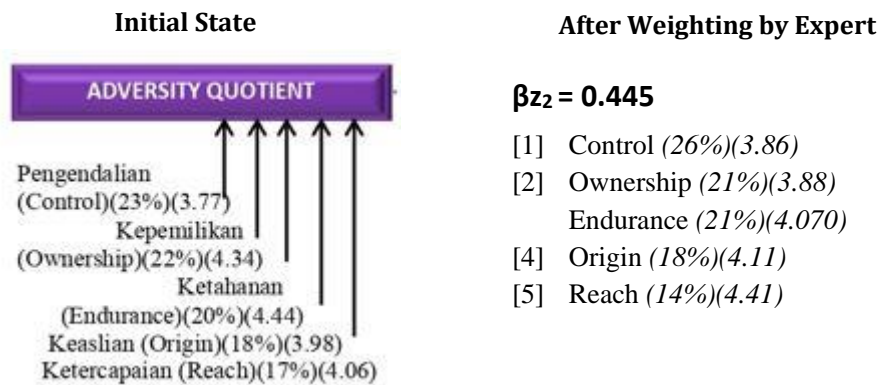 Initial State
ADVERSITY QUOTIENT
Pengendalian
(Control)(23%)(3.77)
Kepemilikan
(Ownership)(22%)(4.34)
Ketahanan
(Endurance)(20%)(4.44)
Keaslian (Origin)(18%)(3.98)
Ketercapaian (Reach)(17%)(4.06)
After Weighting by Expert
βz₂ = 0.445
[1] Control (26%)(3.86)
[2] Ownership (21%)(3.88)
Endurance (21%)(4.070)
[4] Origin (18%)(4.11)
[5] Reach (14%)(4.41)